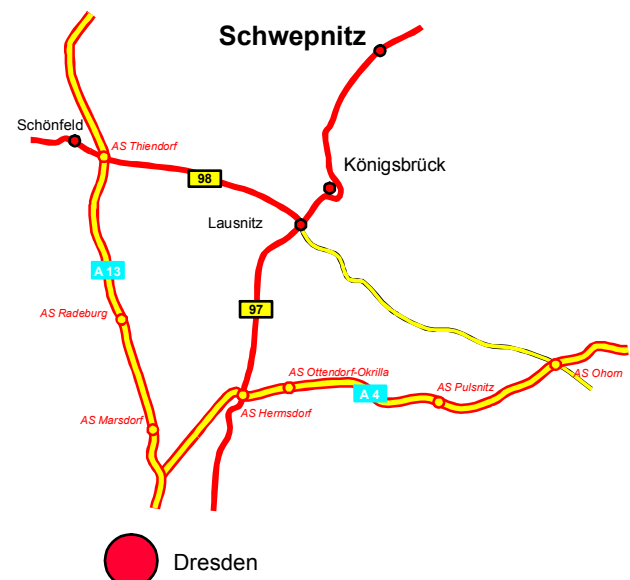 Schwepnitz
Schönfeld
AS Thiendorf
98
Königsbrück
Lausnitz
A 13
97
AS Radeburg
AS Ottendorf-Okrilla
AS Ohorn
AS Pulsnitz
A 4
AS Hermsdorf
AS Marsdorf
Dresden